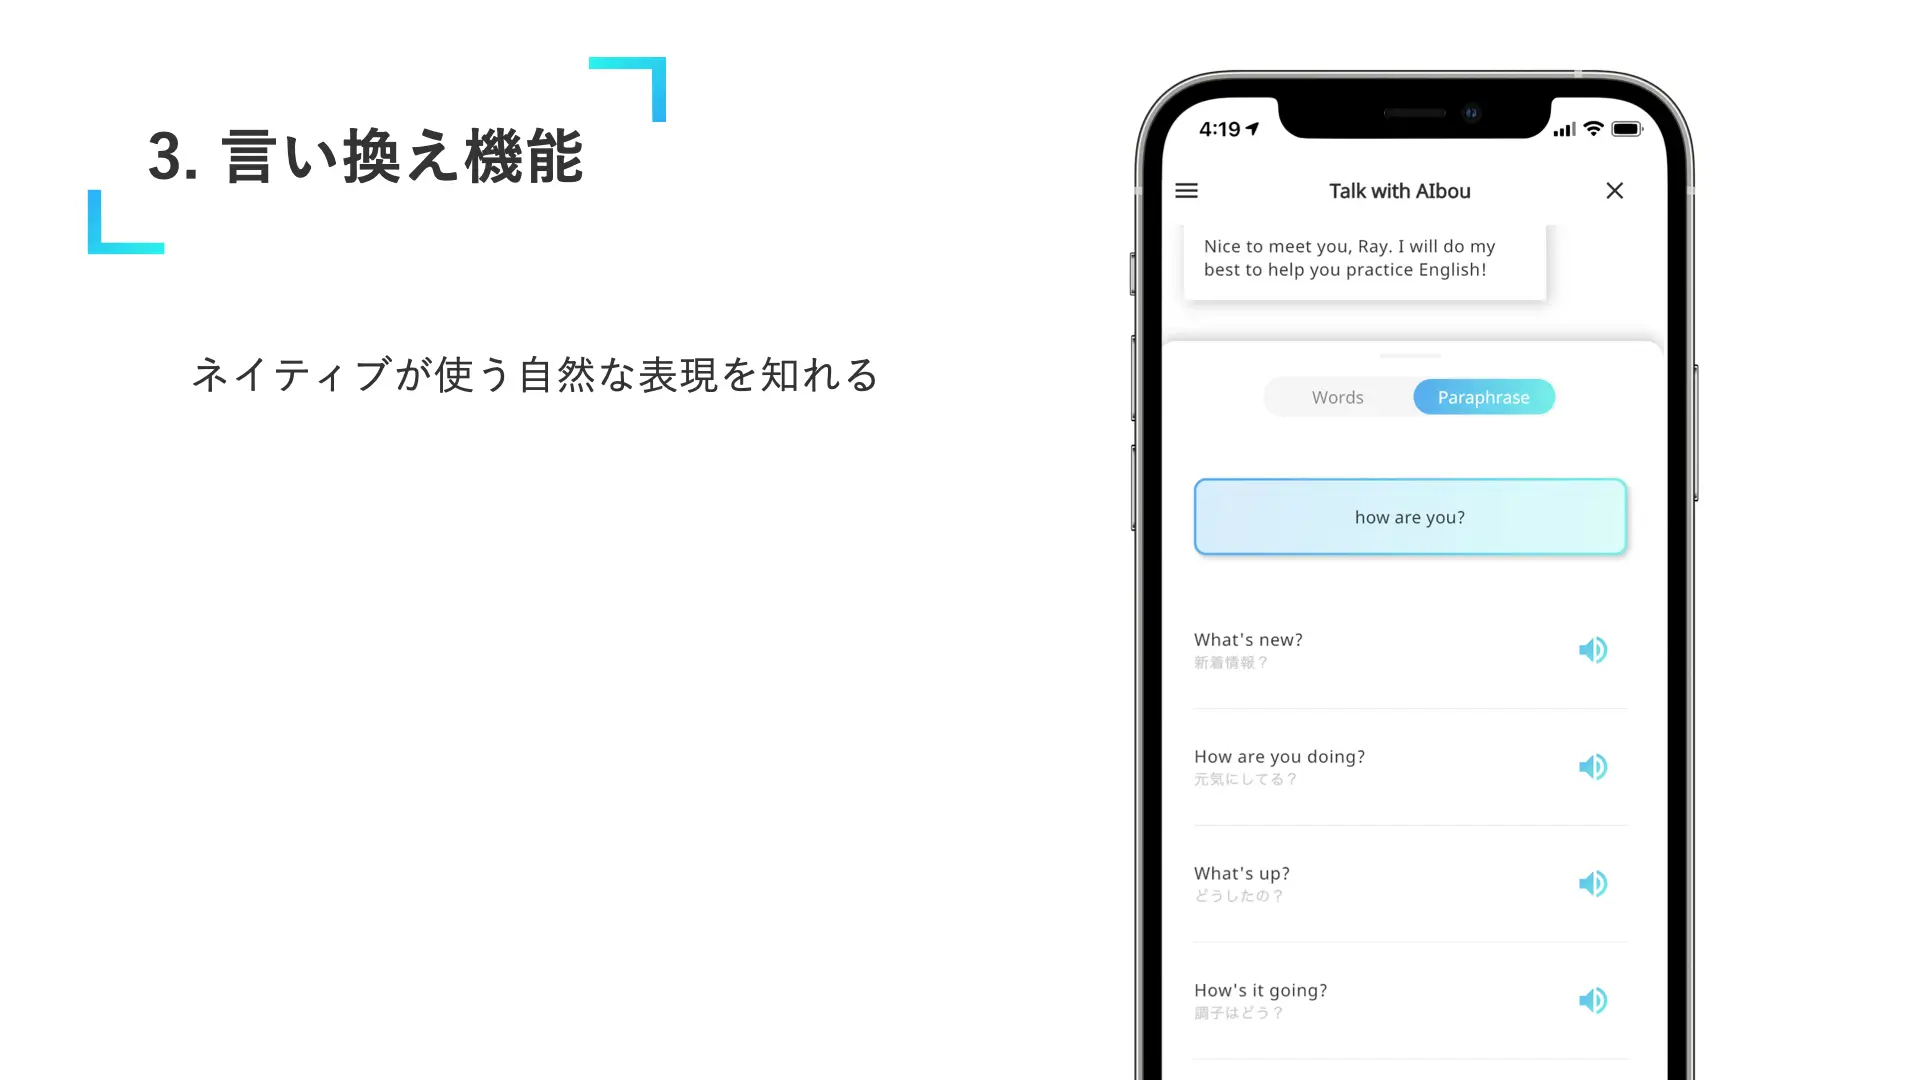 3. 言い換え機能
ネイティブが使う自然な表現を知れる
4:19
Talk with AIbou
Nice to meet you, Ray. I will do my
best to help you practice English!
Words
Paraphrase
how are you?
What's new?
新着情報？
How are you doing?
元気にしてる？
What's up?
どうしたの？
How's it going?
調子はどう？